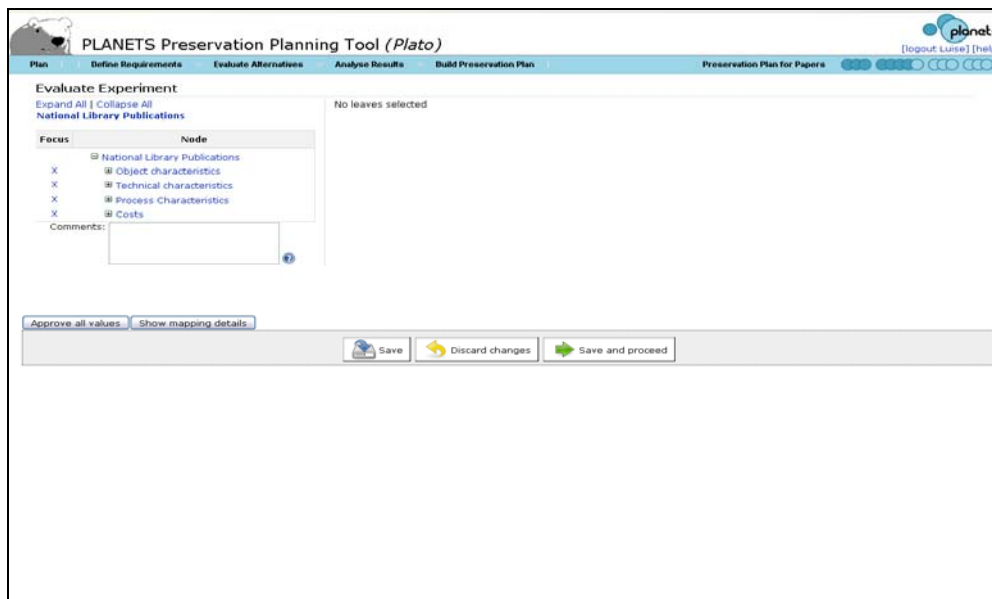 planet
PLANETS Preservation Planning Tool (Plato)
[logout Luise] [hel
Plan Define Requirements Evaluate Alternatives Analyse Results Build Preservation Plan Preservation Plan for Papers
Evaluate Experiment
Expand All | Collapse All
National Library Publications
No leaves selected
Focus Node
National Library Publications
X Object characteristics
X Technical characteristics
X Process Characteristics
X Costs
Comments:
Approve all values Show mapping details
Save Discard changes Save and proceed